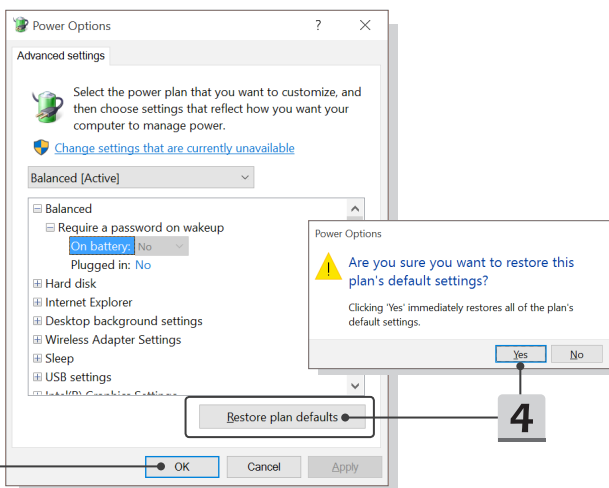 Power Options
Advanced settings
Select the power plan that you want to customize, and
then choose settings that reflect how you want your
computer to manage power.
Change settings that are currently unavailable
Balanced [Active]
Balanced
Require a password on wakeup
On battery: No
Plugged in: No
Hard disk
Internet Explorer
Desktop background settings
Wireless Adapter Settings
Sleep
USB settings
Intel(R) Graphics Settings
Restore plan defaults
OK Cancel Apply
Power Options
Are you sure you want to restore this
plan's default settings?
Clicking 'Yes' immediately restores all of the plan's
default settings.
Yes No
4